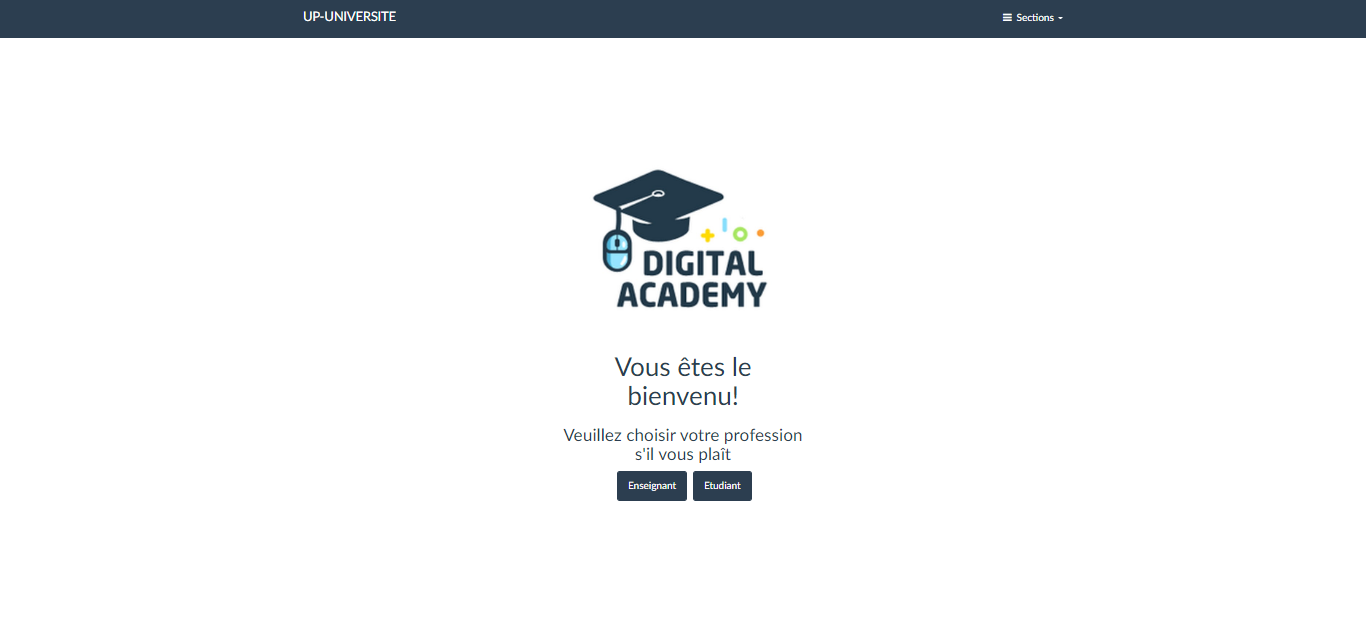 UP-UNIVERSITE
Sections
DIGITAL
ACADEMY
Vous êtes le
bienvenu!
Veuillez choisir votre profession
s'il vous plaît
Enseignant
Etudiant